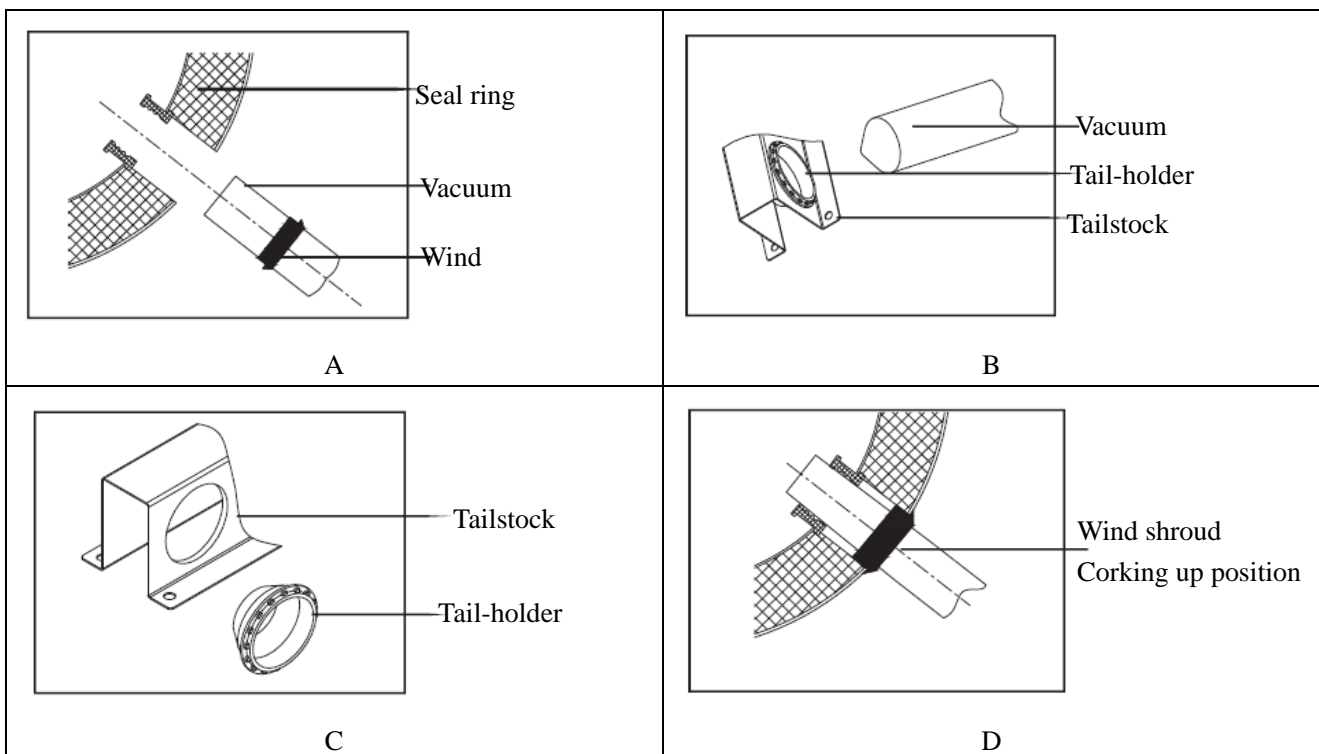 Seal ring
Vacuum
Wind
A
Vacuum
Tail-holder
Tailstock
B
Tailstock
Tail-holder
C
Wind shroud
Corking up position
D